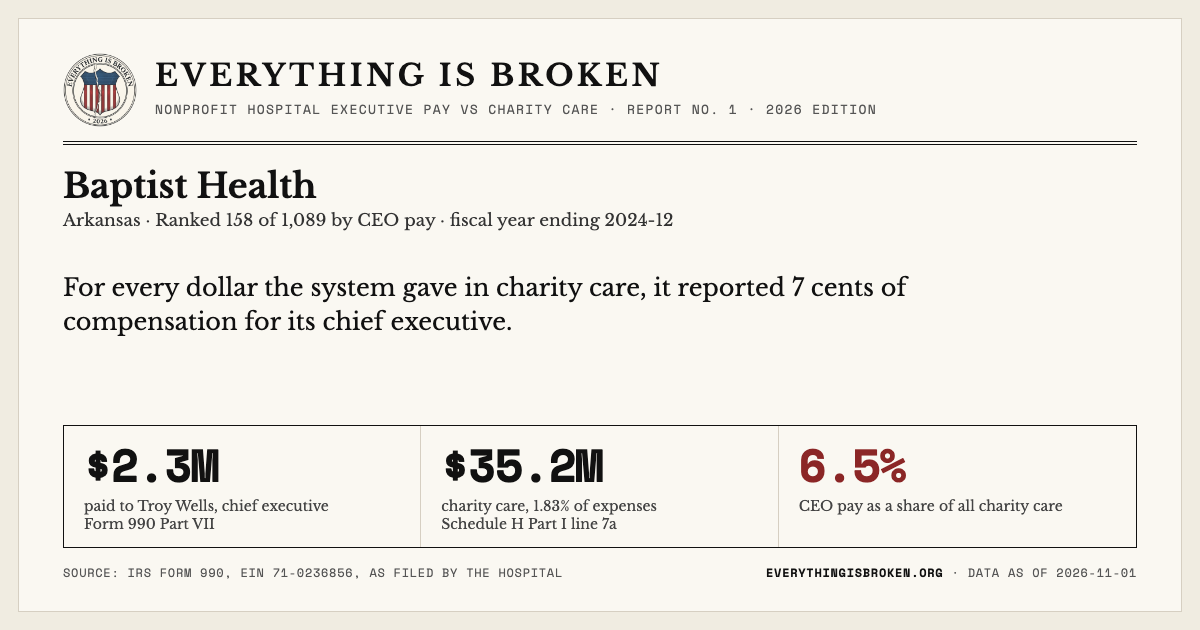 EVERYTHING IS BROKEN
· 2026 ·
EVERYTHING IS BROKEN
NONPROFIT HOSPITAL EXECUTIVE PAY VS CHARITY CARE · REPORT NO. 1 · 2026 EDITION
Baptist Health
Arkansas · Ranked 158 of 1,089 by CEO pay · fiscal year ending 2024-12
For every dollar the system gave in charity care, it reported 7 cents of
compensation for its chief executive.
$2.3M
paid to Troy Wells, chief executive
Form 990 Part VII
$35.2M
charity care, 1.83% of expenses
Schedule H Part I line 7a
6.5%
CEO pay as a share of all charity care
SOURCE: IRS FORM 990, EIN 71-0236856, AS FILED BY THE HOSPITAL
EVERYTHINGISBROKEN.ORG · DATA AS OF 2026-11-01